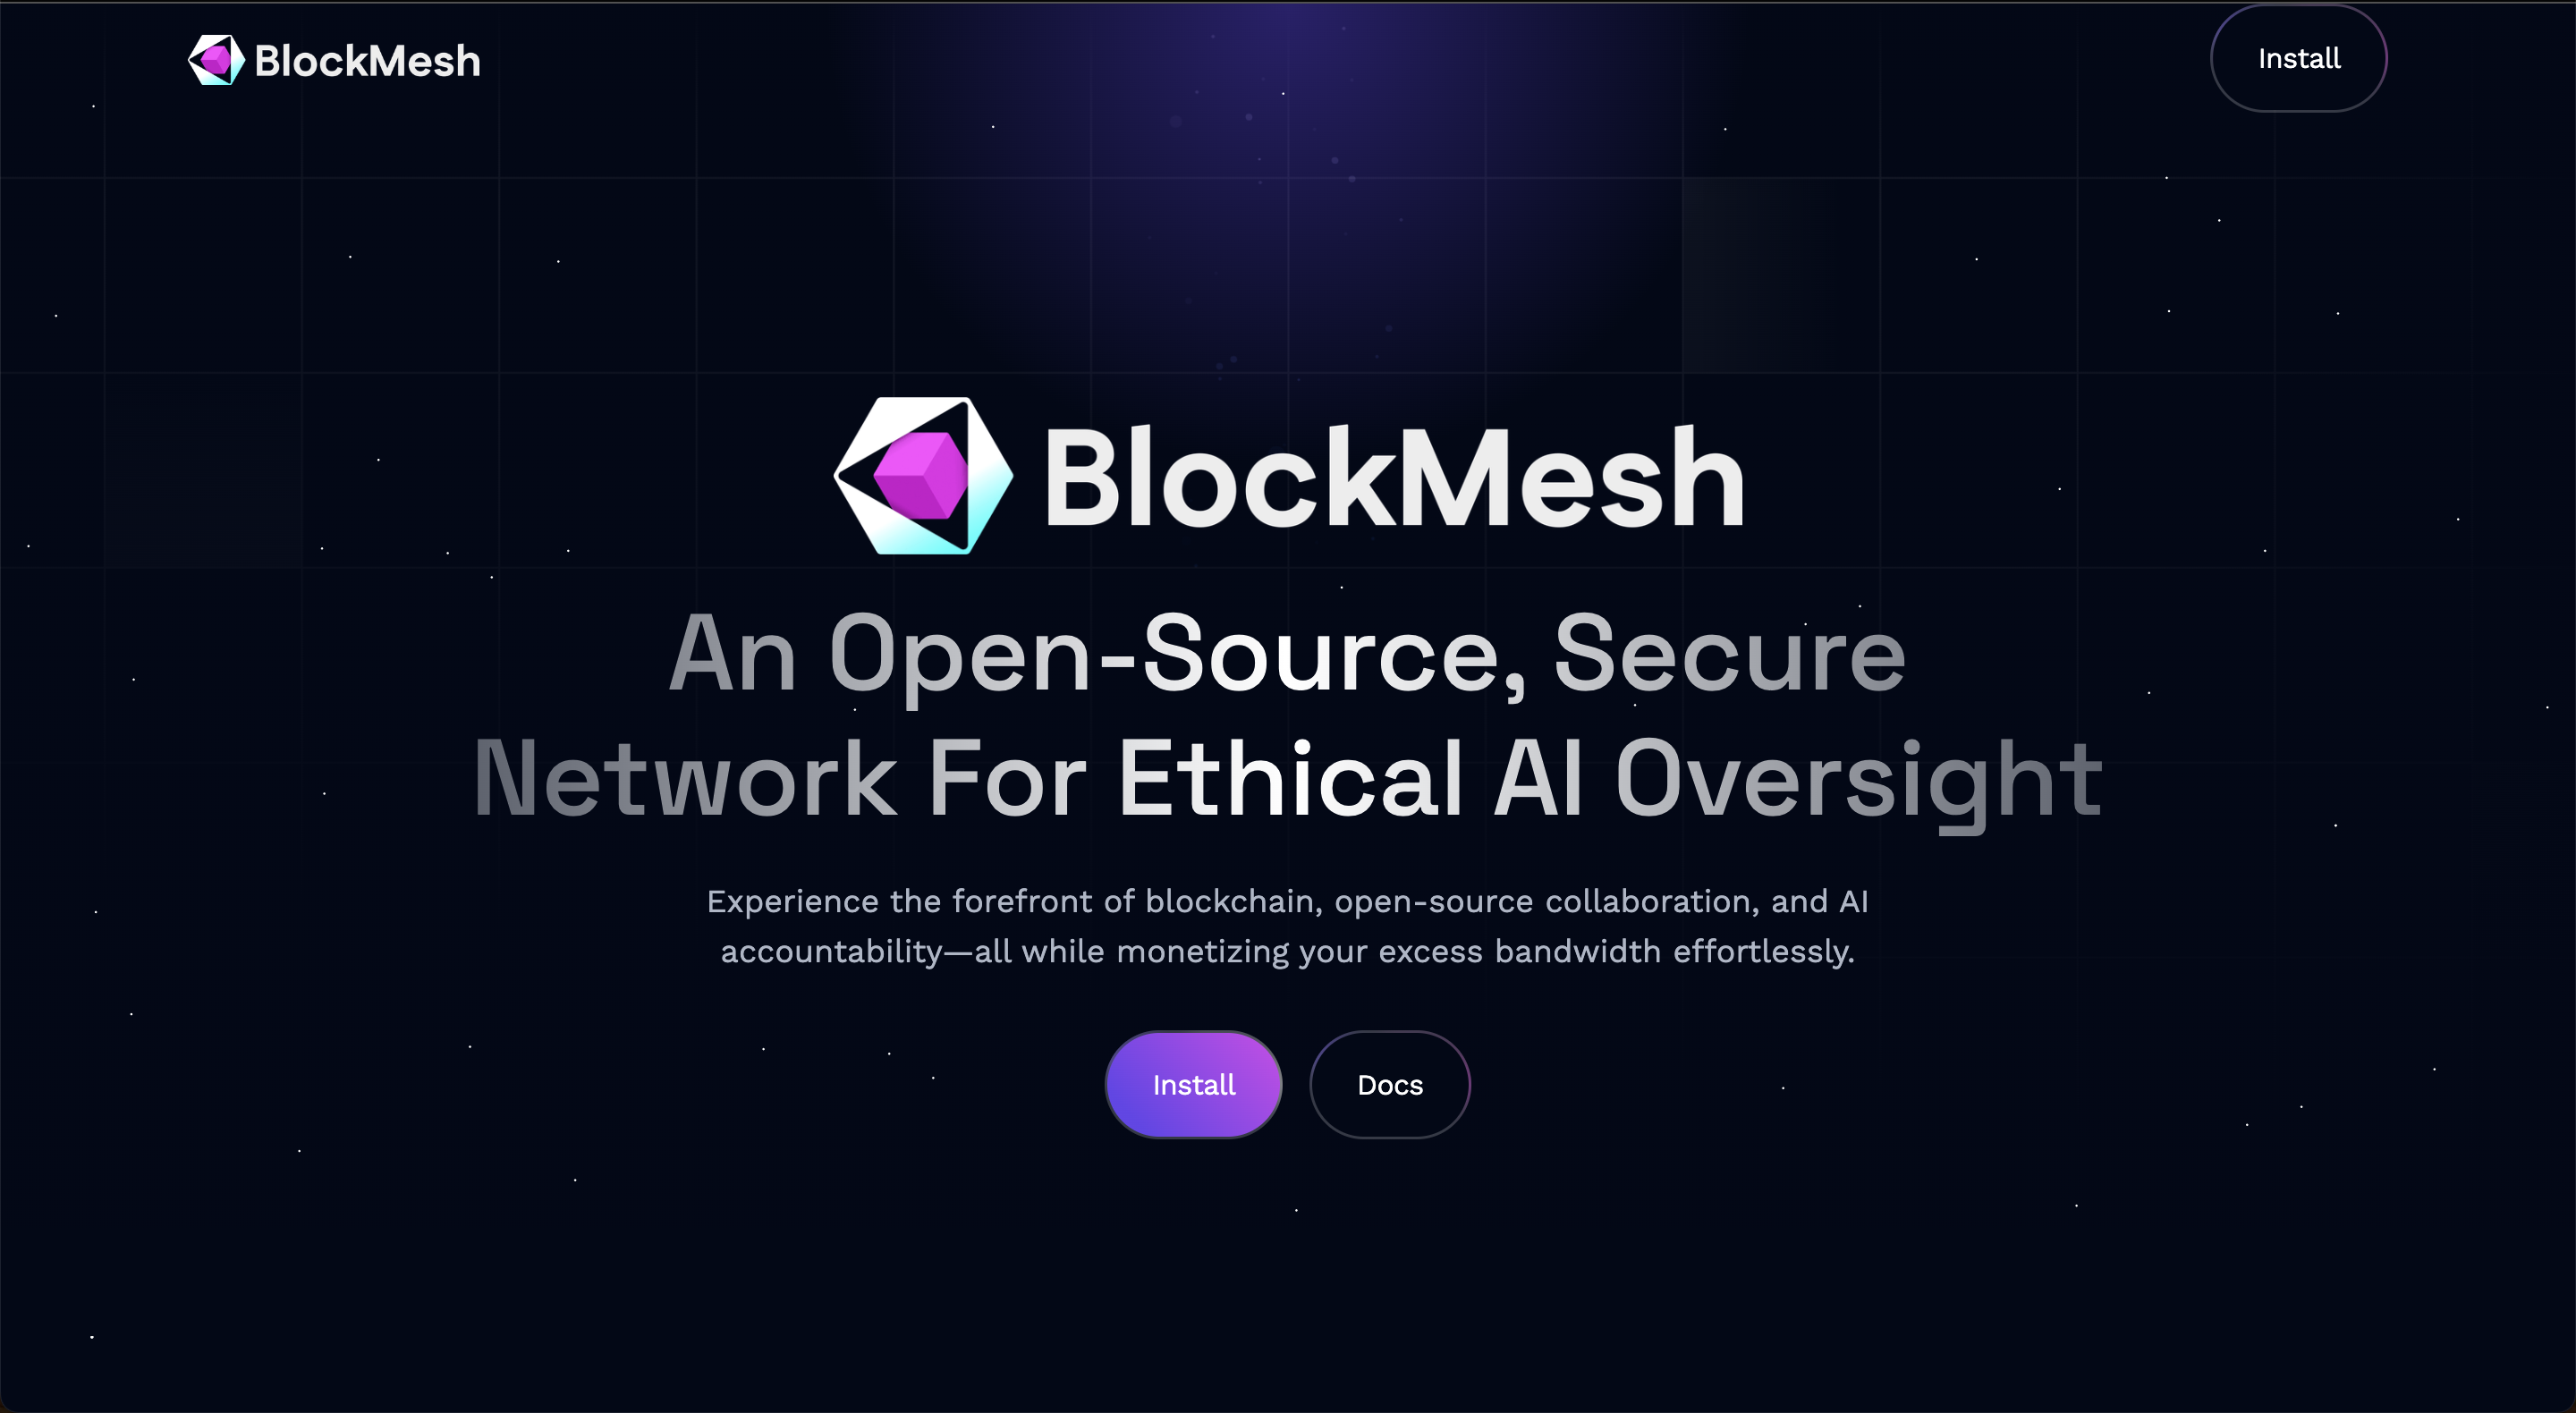 BlockMesh
Install
BlockMesh
An Open-Source, Secure
Network For Ethical AI Oversight
Experience the forefront of blockchain, open-source collaboration, and AI
accountability—all while monetizing your excess bandwidth effortlessly.
Install
Docs